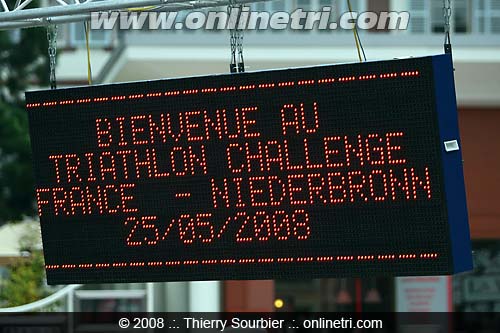 www.onlinetri.com
BIENVENUE AU
TRIATHLON CHALLENGE
FRANCE - NIEDERBRONN
25/05/2008
© 2008 .:. Thierry Sourbier .:. onlinetri.com